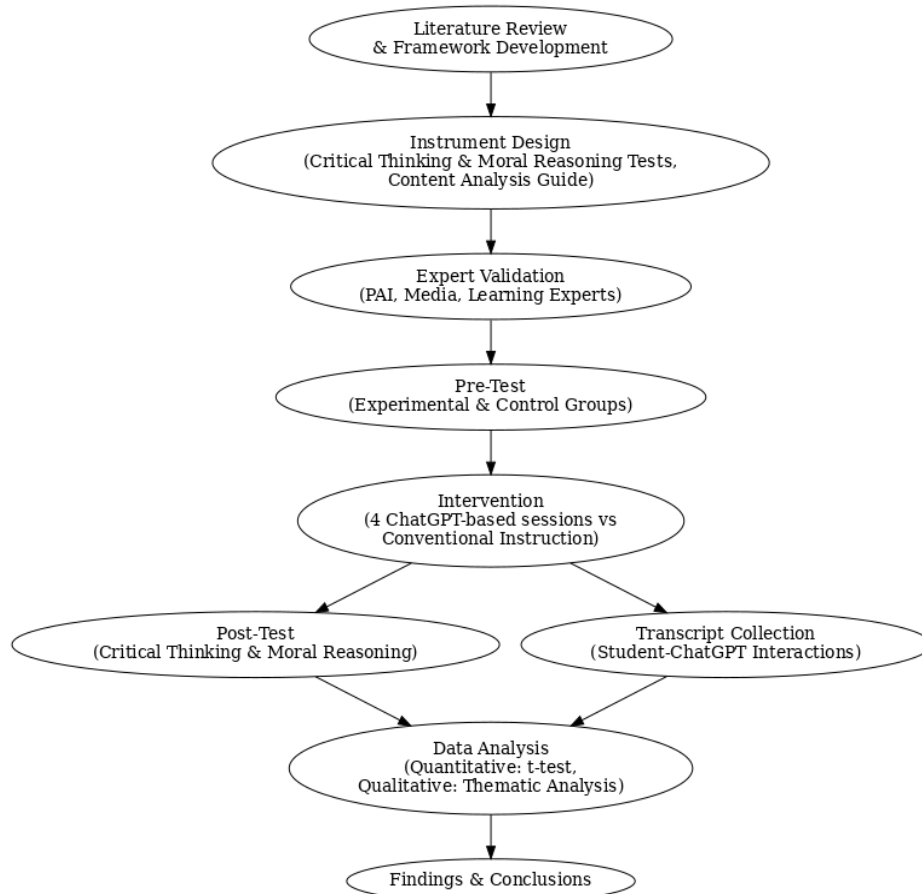 Literature Review
& Framework Development
Instrument Design
(Critical Thinking & Moral Reasoning Tests,
Content Analysis Guide)
Expert Validation
(PAI, Media, Learning Experts)
Pre-Test
(Experimental & Control Groups)
Intervention
(4 ChatGPT-based sessions vs
Conventional Instruction)
Post-Test
(Critical Thinking & Moral Reasoning)
Transcript Collection
(Student-ChatGPT Interactions)
Data Analysis
(Quantitative: t-test,
Qualitative: Thematic Analysis)
Findings & Conclusions